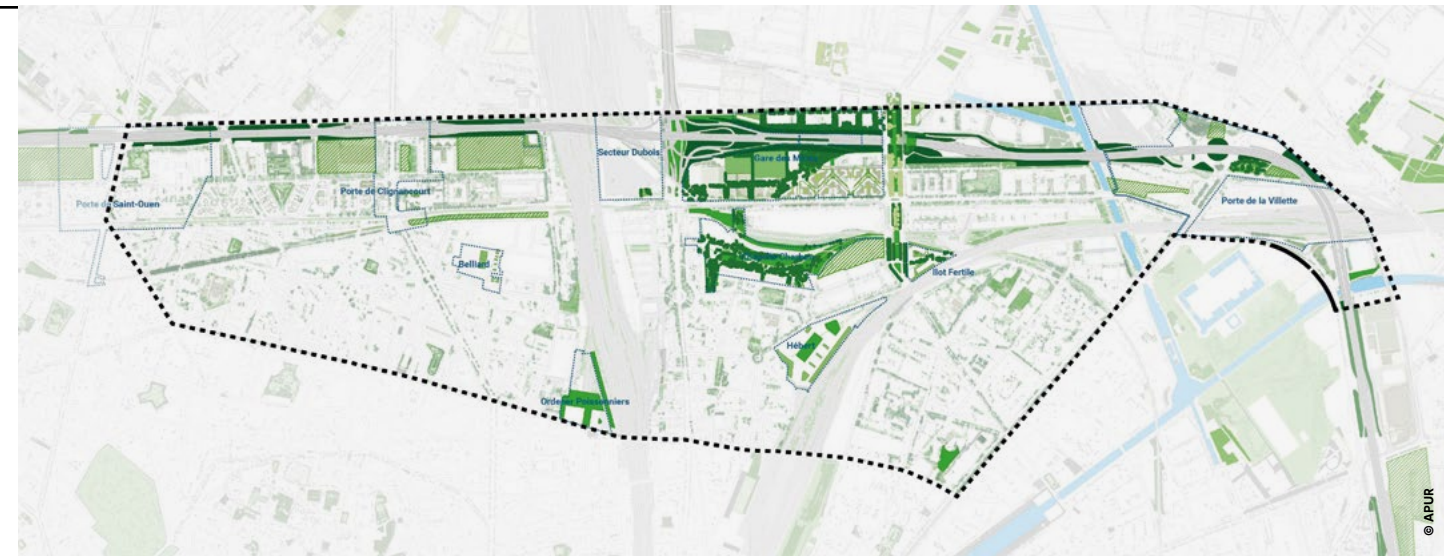 Secteur Dubois
Gare des Mines
Porte de Clignancourt
Porte de Saint-Ouen
Porte de la Villette
Belliard
Ilot Fertile
Hébert
Ordener Poissonniers
© APUR